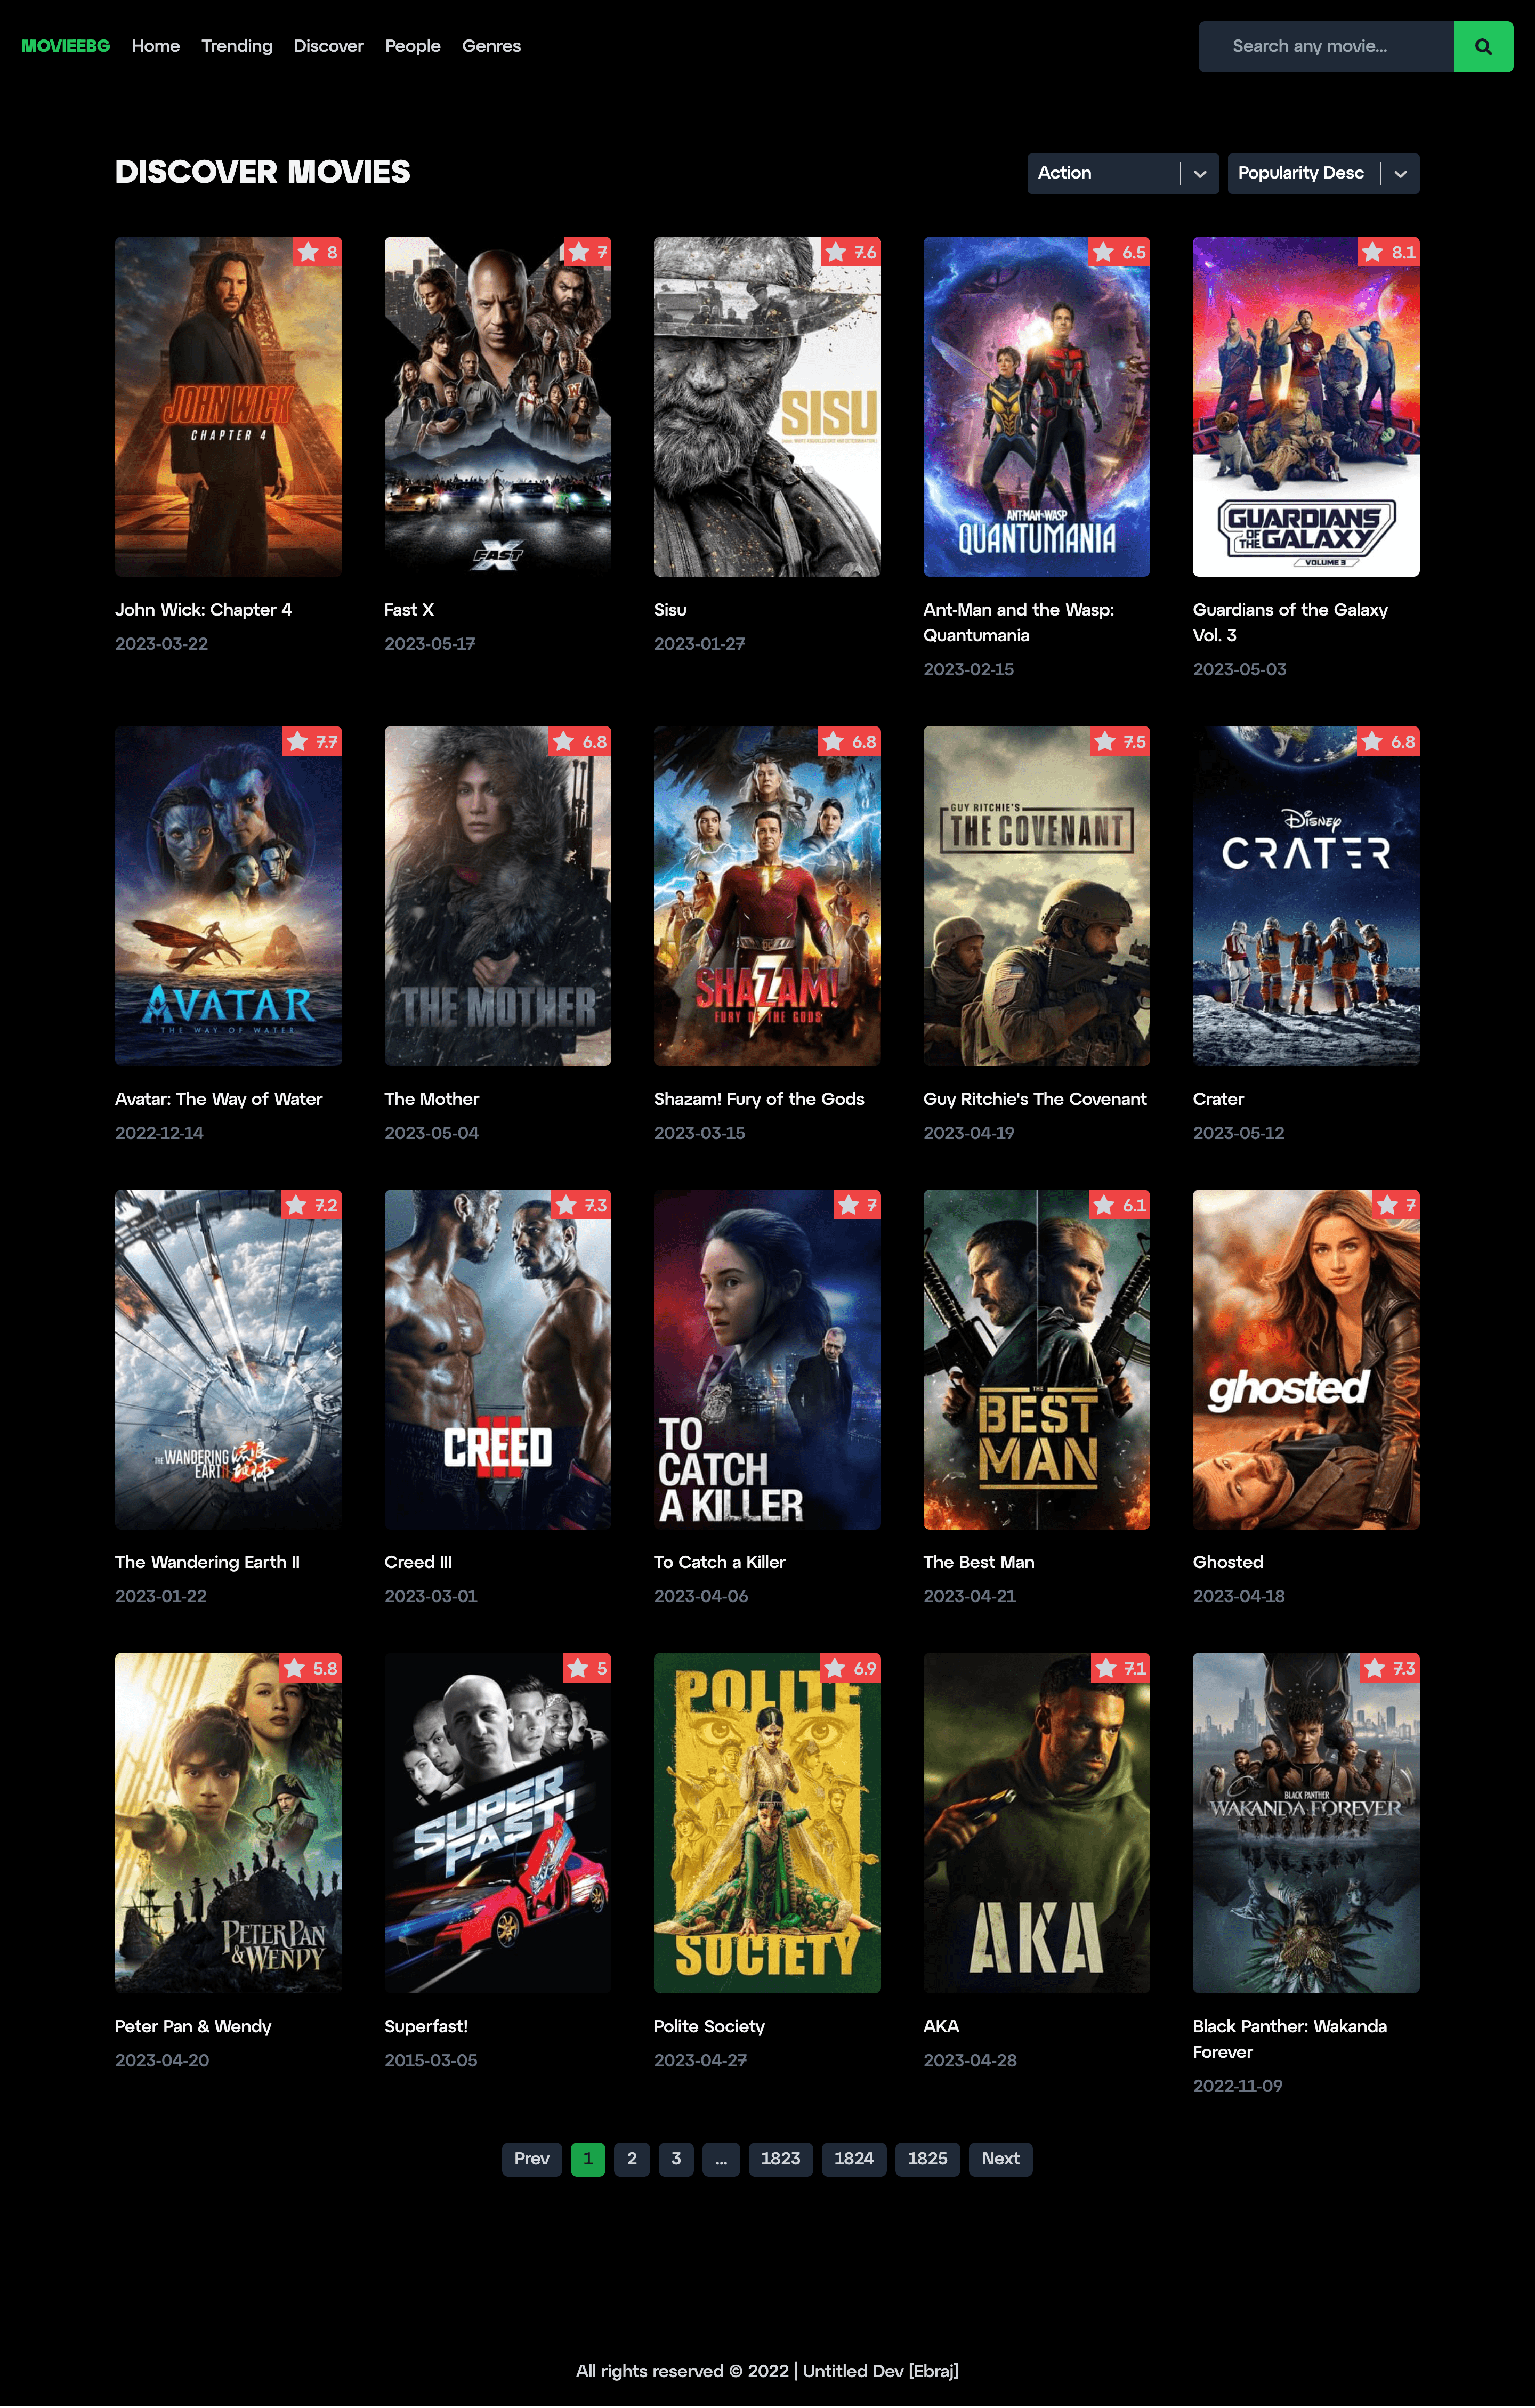 MOVIEEBG Home Trending Discover People Genres Search any movie...
DISCOVER MOVIES Action Popularity Desc
8 7 7.6 6.5 8.1
JOHN WICK
CHAPTER 4
FAST X
SISU
ANT-MAN AND THE WASP
QUANTUMANIA
GUARDIANS
OF THE GALAXY
VOLUME 3
John Wick: Chapter 4
2023-03-22
Fast X
2023-05-17
Sisu
2023-01-27
Ant-Man and the Wasp:
Quantumania
2023-02-15
Guardians of the Galaxy
Vol. 3
2023-05-03
7.7 6.8 6.8 7.5 6.8
AVATAR
THE WAY OF WATER
THE MOTHER
SHAZAM!
FURY OF THE GODS
GUY RITCHIE'S
THE COVENANT
Disney
CRATER
Avatar: The Way of Water
2022-12-14
The Mother
2023-05-04
Shazam! Fury of the Gods
2023-03-15
Guy Ritchie's The Covenant
2023-04-19
Crater
2023-05-12
7.2 7.3 7 6.1 7
THE WANDERING
EARTH II
流浪
地球
CREED
III
TO
CATCH
A KILLER
THE
BEST
MAN
ghosted
The Wandering Earth II
2023-01-22
Creed III
2023-03-01
To Catch a Killer
2023-04-06
The Best Man
2023-04-21
Ghosted
2023-04-18
5.8 5 6.9 7.1 7.3
PETER PAN
& WENDY
SUPER
FAST!
POLITE
SOCIETY
AKA
BLACK PANTHER
WAKANDA FOREVER
Peter Pan & Wendy
2023-04-20
Superfast!
2015-03-05
Polite Society
2023-04-27
AKA
2023-04-28
Black Panther: Wakanda
Forever
2022-11-09
Prev 1 2 3 ... 1823 1824 1825 Next
All rights reserved © 2022 | Untitled Dev [Ebraj]